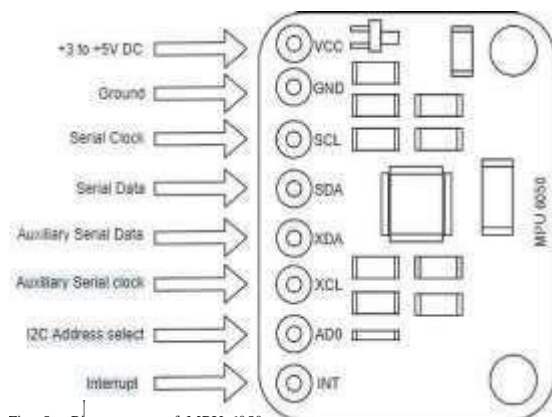 +3 to +5V DC VCC
Ground GND
Serial Clock SCL
Serial Data SDA
Auxiliary Serial Data XDA
Auxiliary Serial clock XCL
I2C Address select AD0
Interrupt INT
MPU 6050